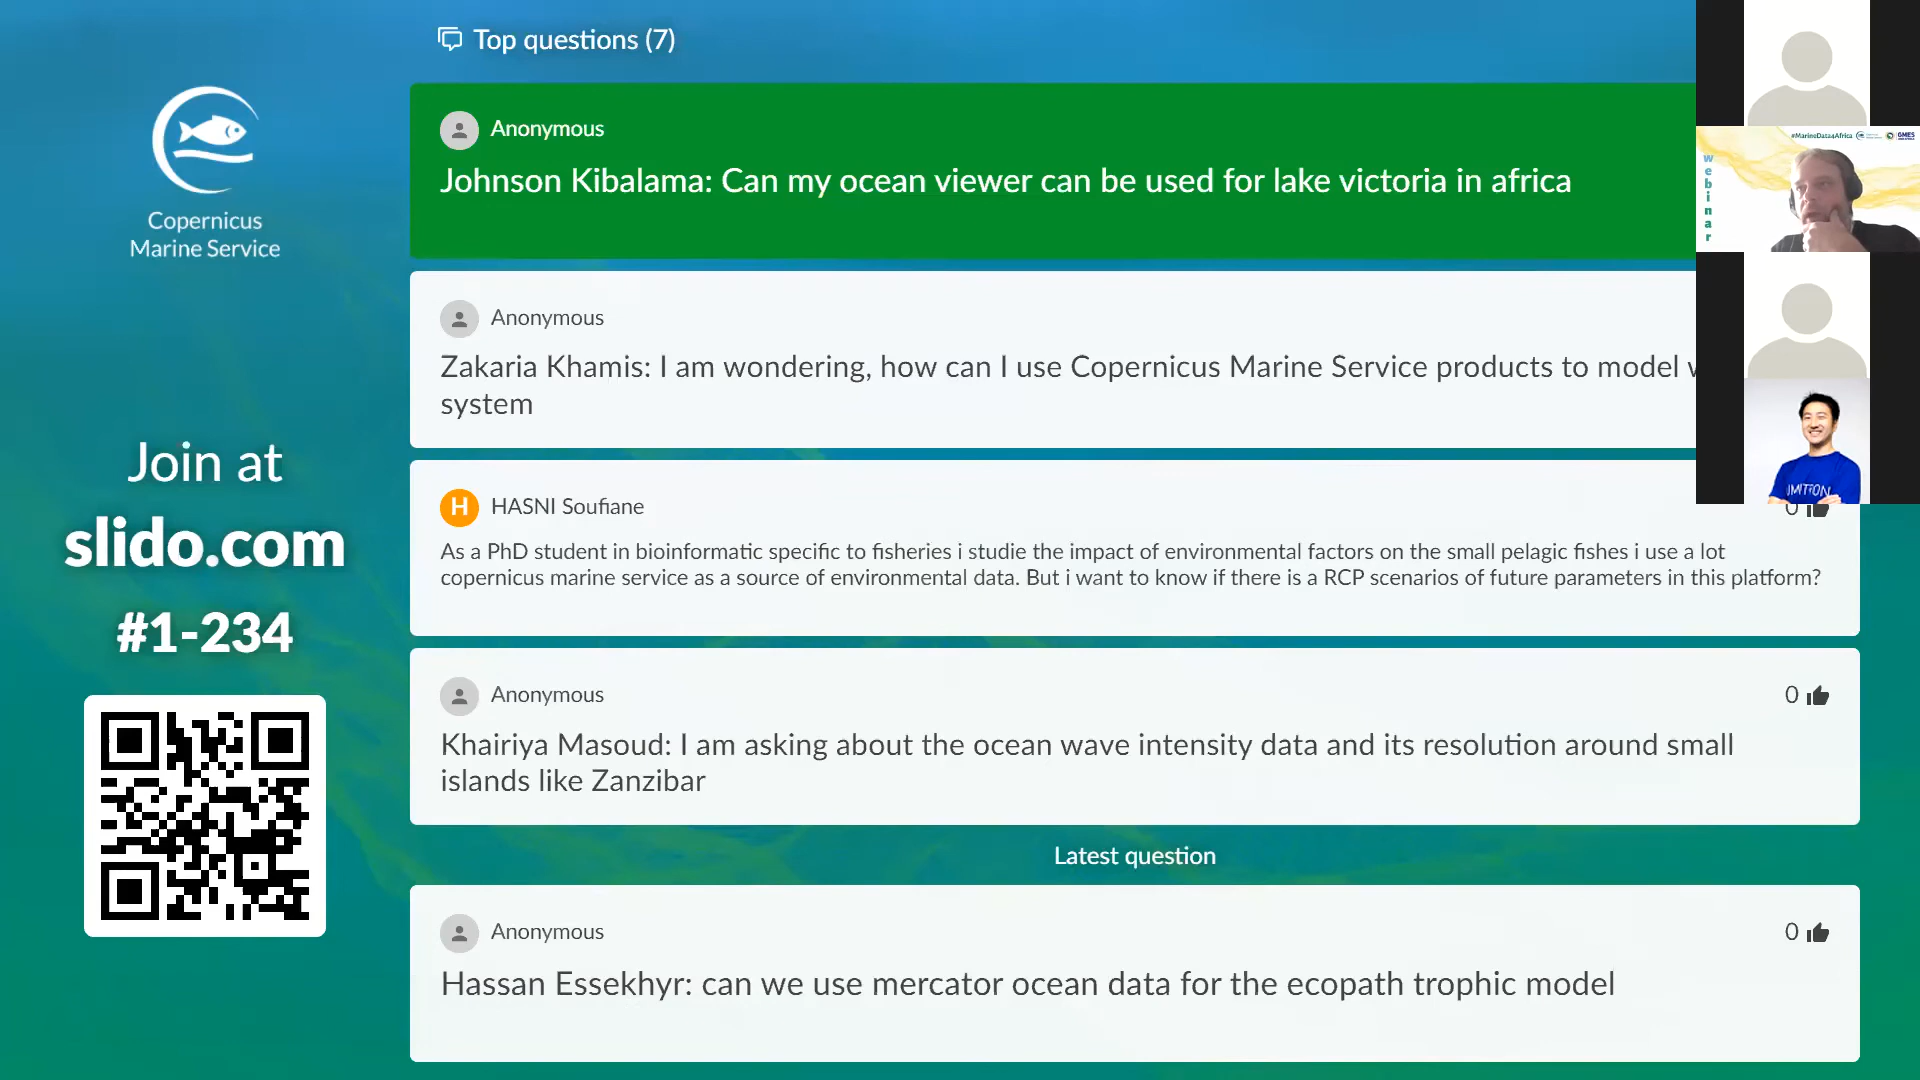 Top questions (7)
Copernicus
Marine Service
Join at
slido.com
#1-234
Anonymous
Johnson Kibalama: Can my ocean viewer can be used for lake victoria in africa
Anonymous
Zakaria Khamis: I am wondering, how can I use Copernicus Marine Service products to model
system
H HASNI Soufiane
0
As a PhD student in bioinformatic specific to fisheries i studie the impact of environmental factors on the small pelagic fishes i use a lot
copernicus marine service as a source of environmental data. But i want to know if there is a RCP scenarios of future parameters in this platform?
Anonymous
0
Khairiya Masoud: I am asking about the ocean wave intensity data and its resolution around small
islands like Zanzibar
Latest question
Anonymous
0
Hassan Essekhyr: can we use mercator ocean data for the ecopath trophic model
#MarineData4Africa
GMES
webinar
UMITRON